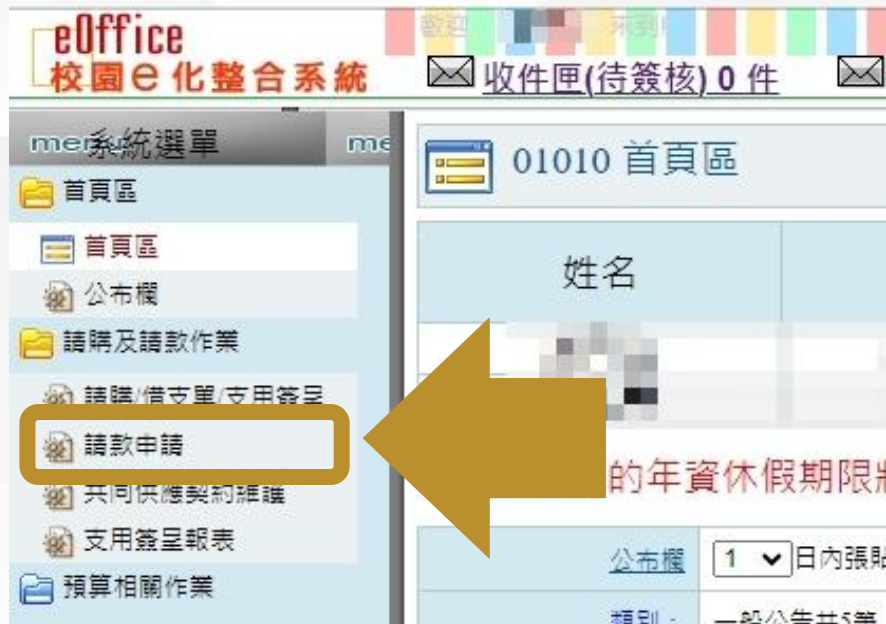 eOffice
校園e化整合系統
歡迎
收件匣(待簽核) 0 件
系統選單
首頁區
首頁區
公布欄
請購及請款作業
請購/借支單/支用簽呈
請款申請
共同供應契約維護
支用簽呈報表
預算相關作業
01010 首頁區
姓名
的年資休假期限
公布欄 1 日內張貼
類別: 一般公告共5筆